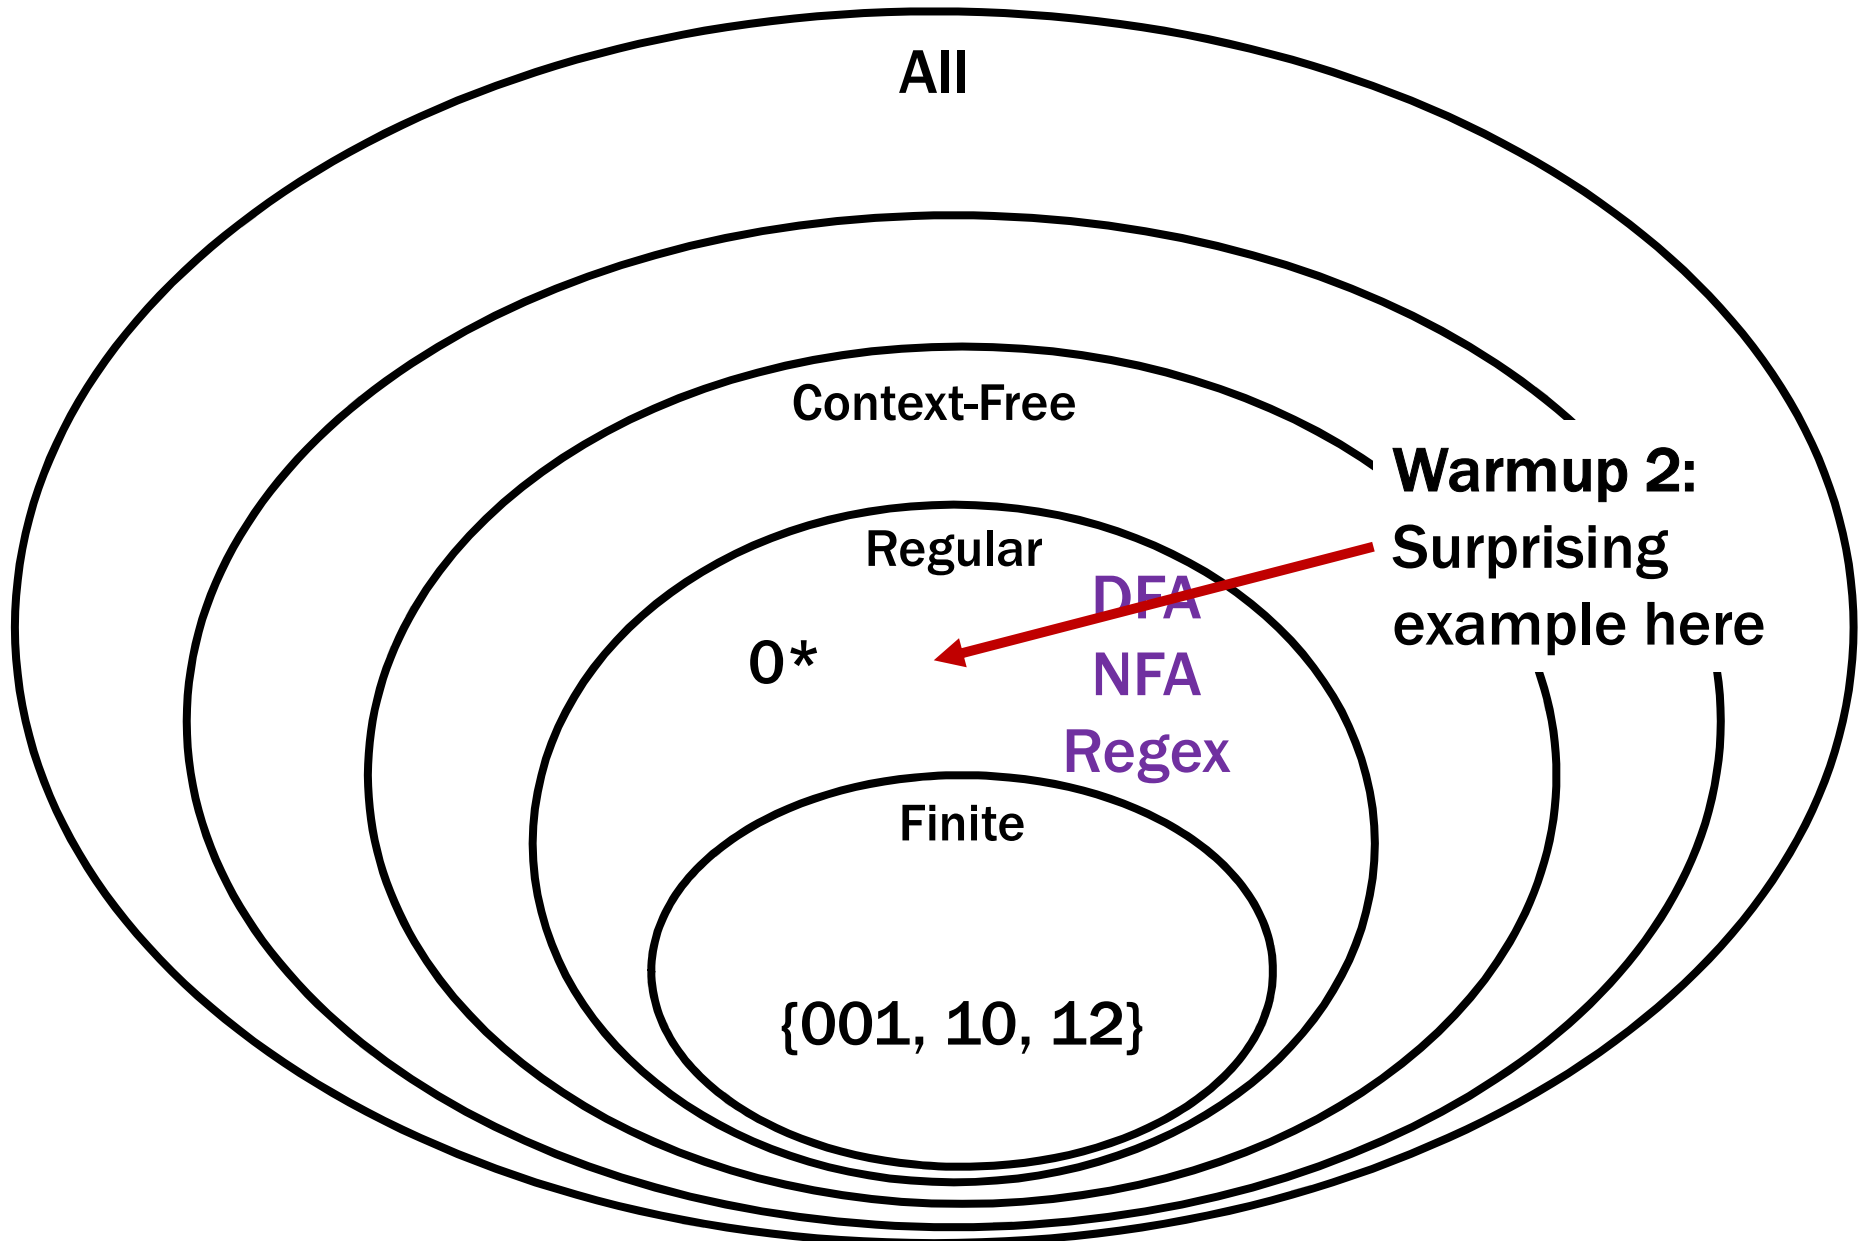 All
Context-Free
Warmup 2:
Surprising
example here
Regular
DFA
0*
NFA
Regex
Finite
{001, 10, 12}